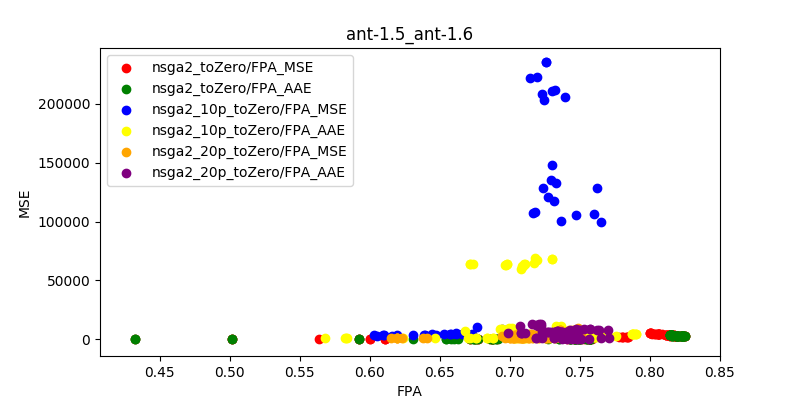 ant-1.5_ant-1.6
nsga2_toZero/FPA_MSE
nsga2_toZero/FPA_AAE
nsga2_10p_toZero/FPA_MSE
nsga2_10p_toZero/FPA_AAE
nsga2_20p_toZero/FPA_MSE
nsga2_20p_toZero/FPA_AAE
MSE
200000
150000
100000
50000
0
0.45 0.50 0.55 0.60 0.65 0.70 0.75 0.80 0.85
FPA